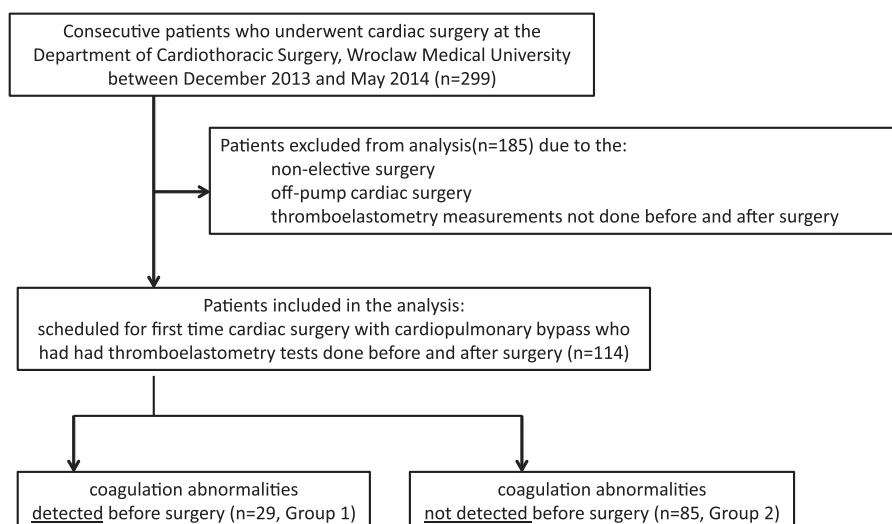 Consecutive patients who underwent cardiac surgery at the
Department of Cardiothoracic Surgery, Wroclaw Medical University
between December 2013 and May 2014 (n=299)
Patients excluded from analysis(n=185) due to the:
non-elective surgery
off-pump cardiac surgery
thromboelastometry measurements not done before and after surgery
Patients included in the analysis:
scheduled for first time cardiac surgery with cardiopulmonary bypass who
had had thromboelastometry tests done before and after surgery (n=114)
coagulation abnormalities
detected before surgery (n=29, Group 1)
coagulation abnormalities
not detected before surgery (n=85, Group 2)